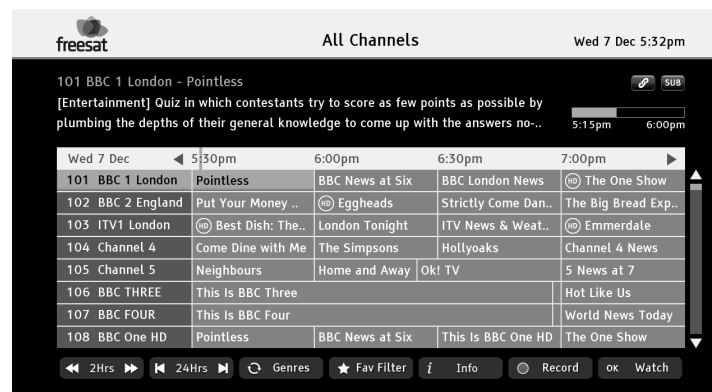 freesat
All Channels
Wed 7 Dec 5:32pm
101 BBC 1 London - Pointless
SUB
[Entertainment] Quiz in which contestants try to score as few points as possible by
plumbing the depths of their general knowledge to come up with the answers no-..
5:15pm 6:00pm
Wed 7 Dec 5:30pm 6:00pm 6:30pm 7:00pm
101 BBC 1 London Pointless BBC News at Six BBC London News HD The One Show
102 BBC 2 England Put Your Money .. HD Eggheads Strictly Come Dan.. The Big Bread Exp..
103 ITV1 London HD Best Dish: The.. London Tonight ITV News & Weat.. HD Emmerdale
104 Channel 4 Come Dine with Me The Simpsons Hollyoaks Channel 4 News
105 Channel 5 Neighbours Home and Away Ok! TV 5 News at 7
106 BBC THREE This Is BBC Three Hot Like Us
107 BBC FOUR This Is BBC Four World News Today
108 BBC One HD Pointless BBC News at Six This Is BBC One HD The One Show
2Hrs 24Hrs Genres Fav Filter i Info Record OK Watch